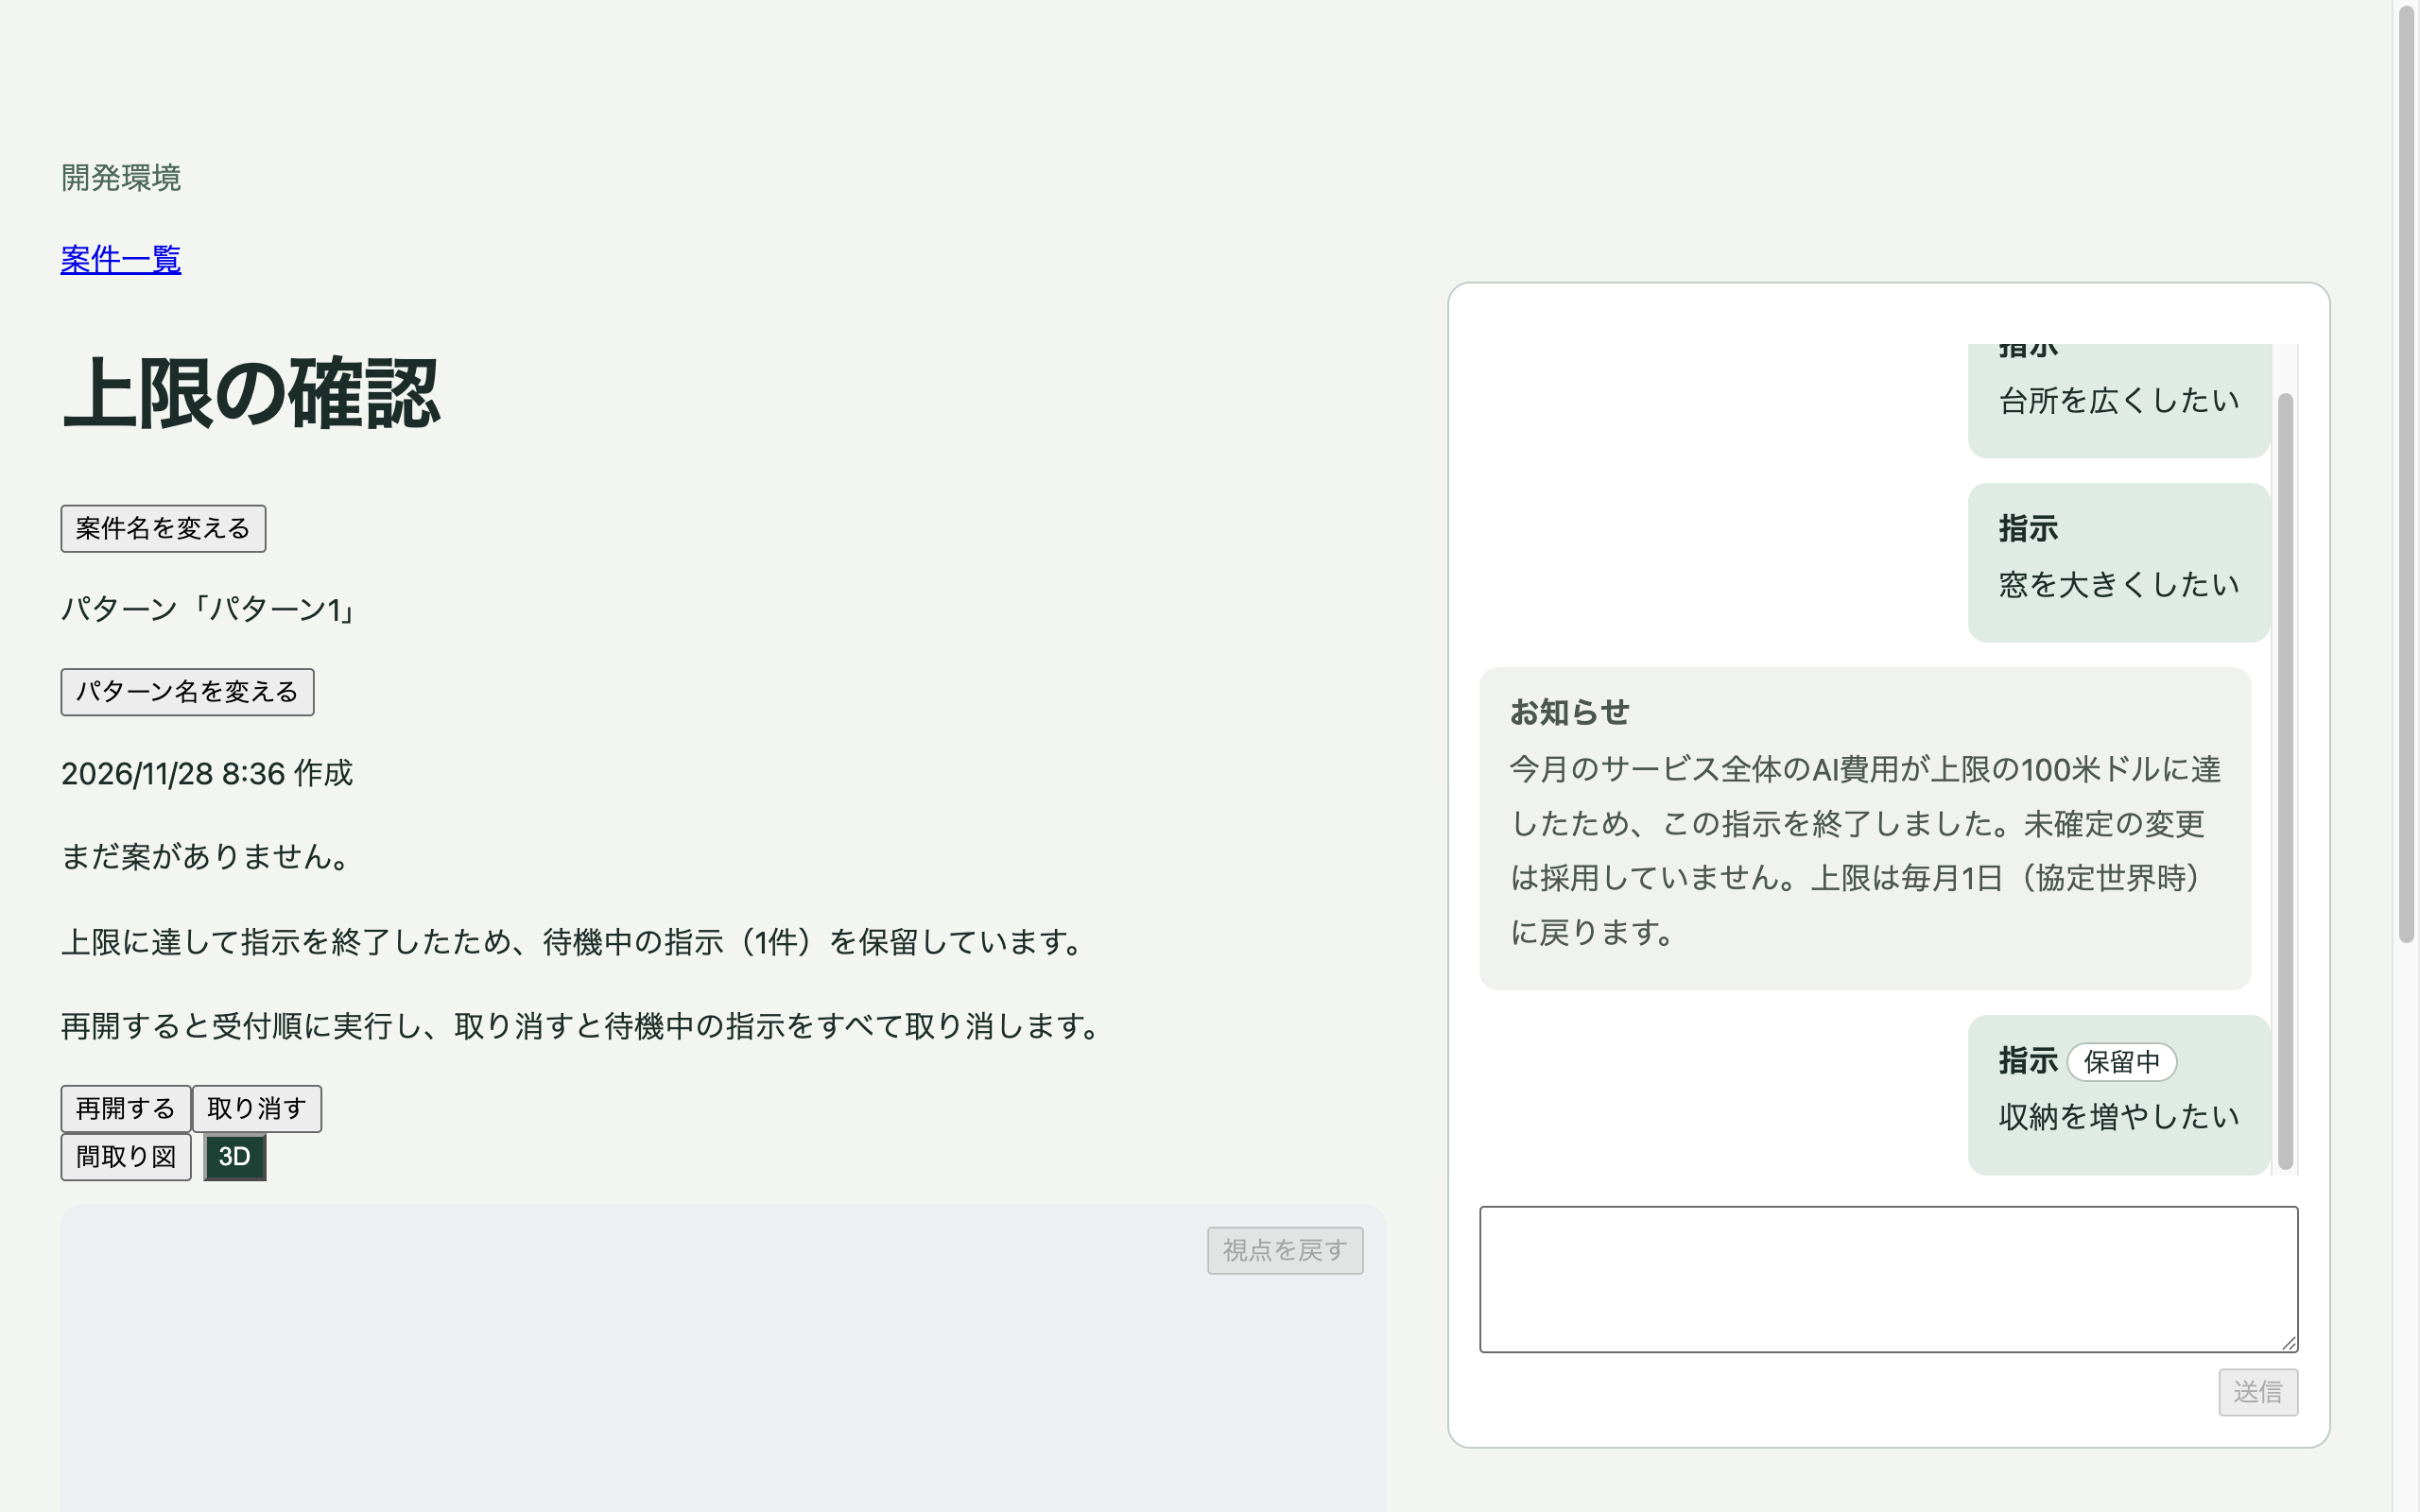 開発環境
案件一覧
上限の確認
案件名を変える
パターン「パターン1」
パターン名を変える
2026/11/28 8:36 作成
まだ案がありません。
上限に達して指示を終了したため、待機中の指示（1件）を保留しています。
再開すると受付順に実行し、取り消すと待機中の指示をすべて取り消します。
再開する 取り消す
間取り図 3D
視点を戻す
指示
台所を広くしたい
指示
窓を大きくしたい
お知らせ
今月のサービス全体のAI費用が上限の100米ドルに達
したため、この指示を終了しました。未確定の変更
は採用していません。上限は毎月1日（協定世界時）
に戻ります。
指示 保留中
収納を増やしたい
送信